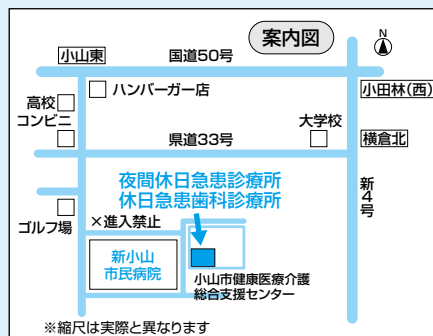 案内図
N
小山東
国道50号
ハンバーガー店
小田林(西)
高校
コンビニ
大学校
県道33号
横倉北
夜間休日急患診療所
休日急患歯科診療所
新4号
×進入禁止
ゴルフ場
新小山
市民病院
小山市健康医療介護
総合支援センター
※縮尺は実際と異なります